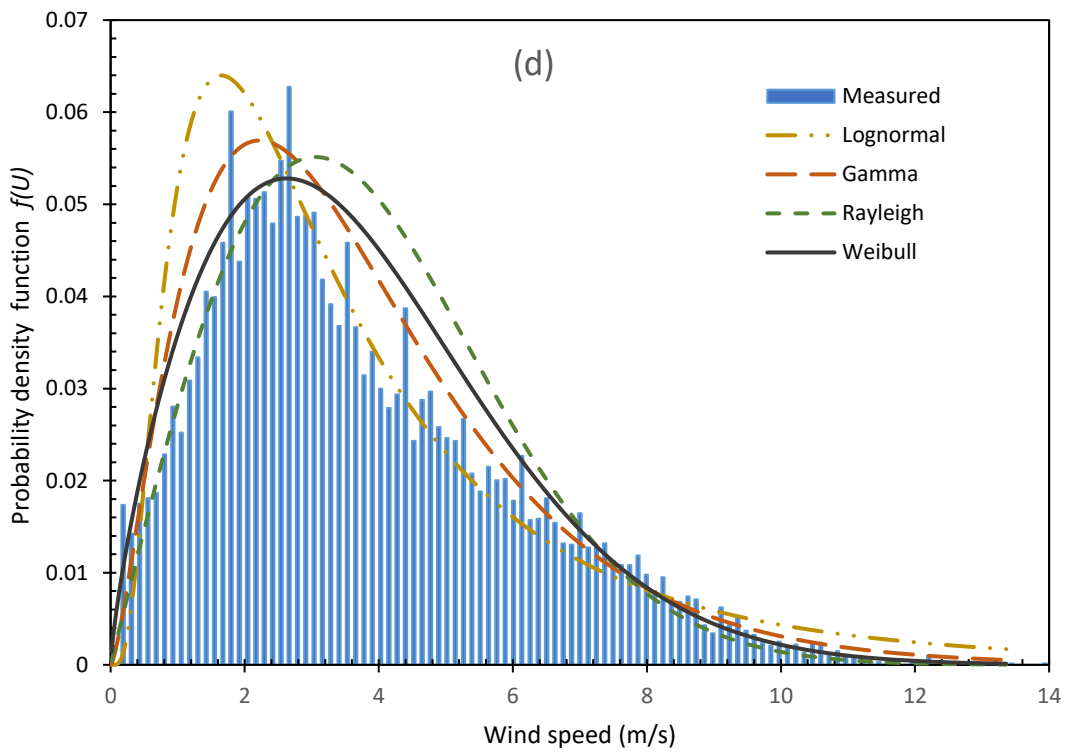 (d)
Probability density function f(U)
0.07
0.06
0.05
0.04
0.03
0.02
0.01
0
Measured
Lognormal
Gamma
Rayleigh
Weibull
0 2 4 6 8 10 12 14
Wind speed (m/s)